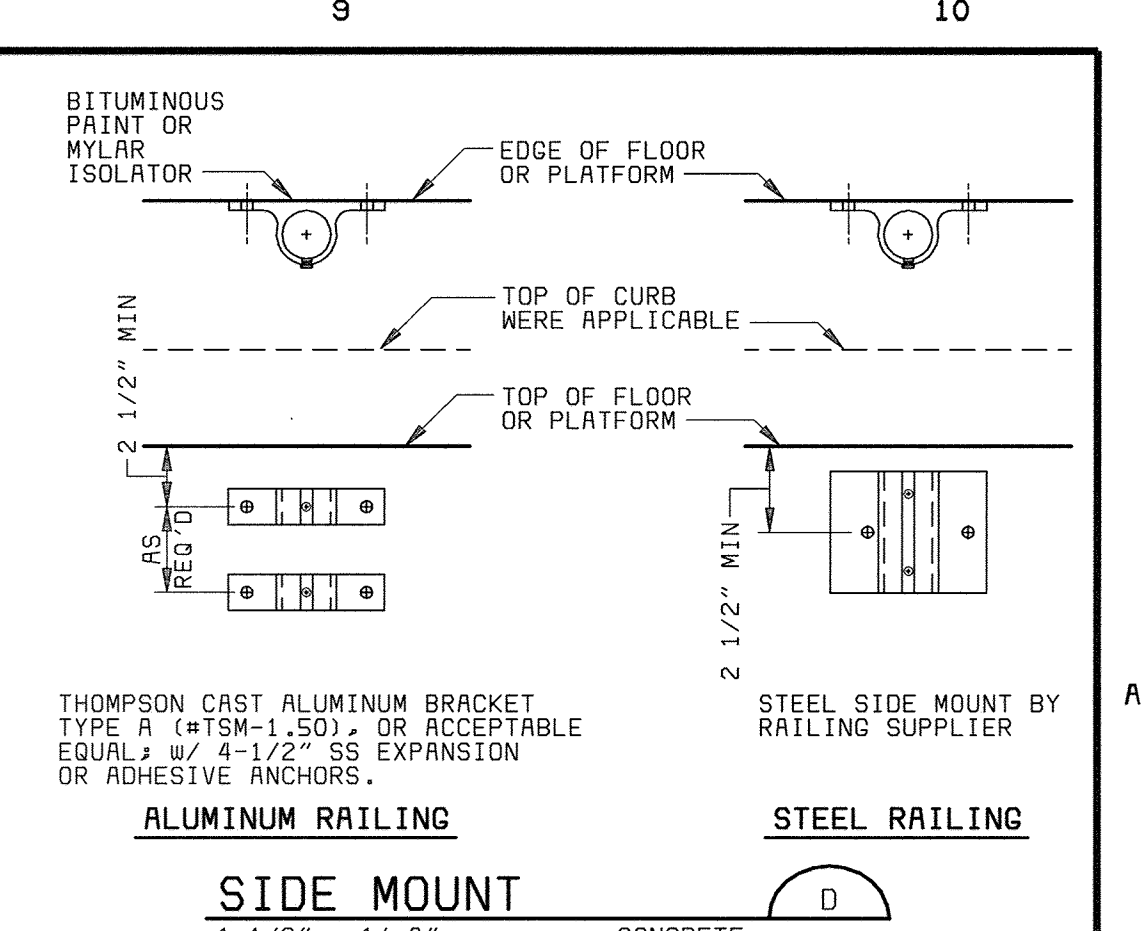 9
10
BITUMINOUS
PAINT OR
MYLAR
ISOLATOR
EDGE OF FLOOR
OR PLATFORM
2 1/2" MIN
TOP OF CURB
WERE APPLICABLE
TOP OF FLOOR
OR PLATFORM
AS
REQ'D
2 1/2" MIN
THOMPSON CAST ALUMINUM BRACKET
TYPE A (#TSM-1.50), OR ACCEPTABLE
EQUAL; W/ 4-1/2" SS EXPANSION
OR ADHESIVE ANCHORS.
STEEL SIDE MOUNT BY
RAILING SUPPLIER
A
ALUMINUM RAILING
STEEL RAILING
SIDE MOUNT
D
CONCRETE